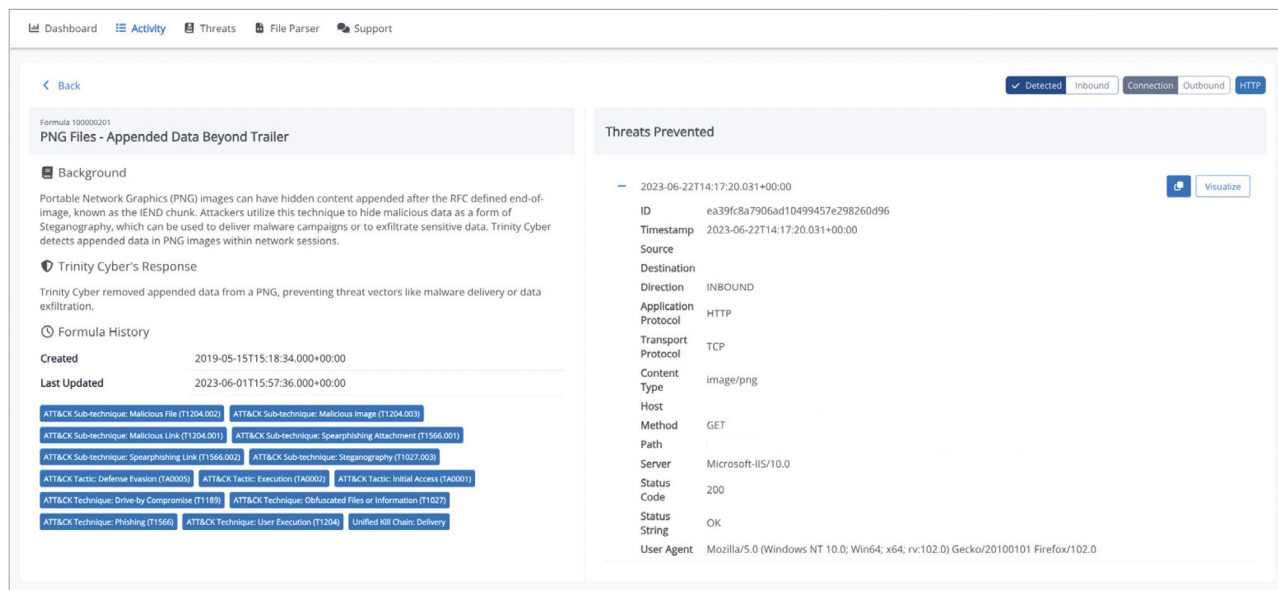 Dashboard Activity Threats File Parser Support
Back
Detected Inbound Connection Outbound HTTP
Formula 100000201
PNG Files - Appended Data Beyond Trailer
Background
Portable Network Graphics (PNG) images can have hidden content appended after the RFC defined end-of-
image, known as the IEND chunk. Attackers utilize this technique to hide malicious data as a form of
Steganography, which can be used to deliver malware campaigns or to exfiltrate sensitive data. Trinity Cyber
detects appended data in PNG images within network sessions.
Trinity Cyber's Response
Trinity Cyber removed appended data from a PNG, preventing threat vectors like malware delivery or data
exfiltration.
Formula History
Created 2019-05-15T15:18:34.000+00:00
Last Updated 2023-06-01T15:57:36.000+00:00
ATT&CK Sub-technique: Malicious File (T1204.002) ATT&CK Sub-technique: Malicious Image (T1204.003)
ATT&CK Sub-technique: Malicious Link (T1204.001) ATT&CK Sub-technique: Spearphishing Attachment (T1566.001)
ATT&CK Sub-technique: Spearphishing Link (T1566.002) ATT&CK Sub-technique: Steganography (T1027.003)
ATT&CK Tactic: Defense Evasion (TA0005) ATT&CK Tactic: Execution (TA0002) ATT&CK Tactic: Initial Access (TA0001)
ATT&CK Technique: Drive-by Compromise (T1189) ATT&CK Technique: Obfuscated Files or Information (T1027)
ATT&CK Technique: Phishing (T1566) ATT&CK Technique: User Execution (T1204) Unified Kill Chain: Delivery
Threats Prevented
2023-06-22T14:17:20.031+00:00 Visualize
ID ea39fc8a7906ad10499457e298260d96
Timestamp 2023-06-22T14:17:20.031+00:00
Source
Destination
Direction INBOUND
Application
Protocol HTTP
Transport
Protocol TCP
Content
Type image/png
Host
Method GET
Path
Server Microsoft-IIS/10.0
Status
Code 200
Status
String OK
User Agent Mozilla/5.0 (Windows NT 10.0; Win64; x64; rv:102.0) Gecko/20100101 Firefox/102.0